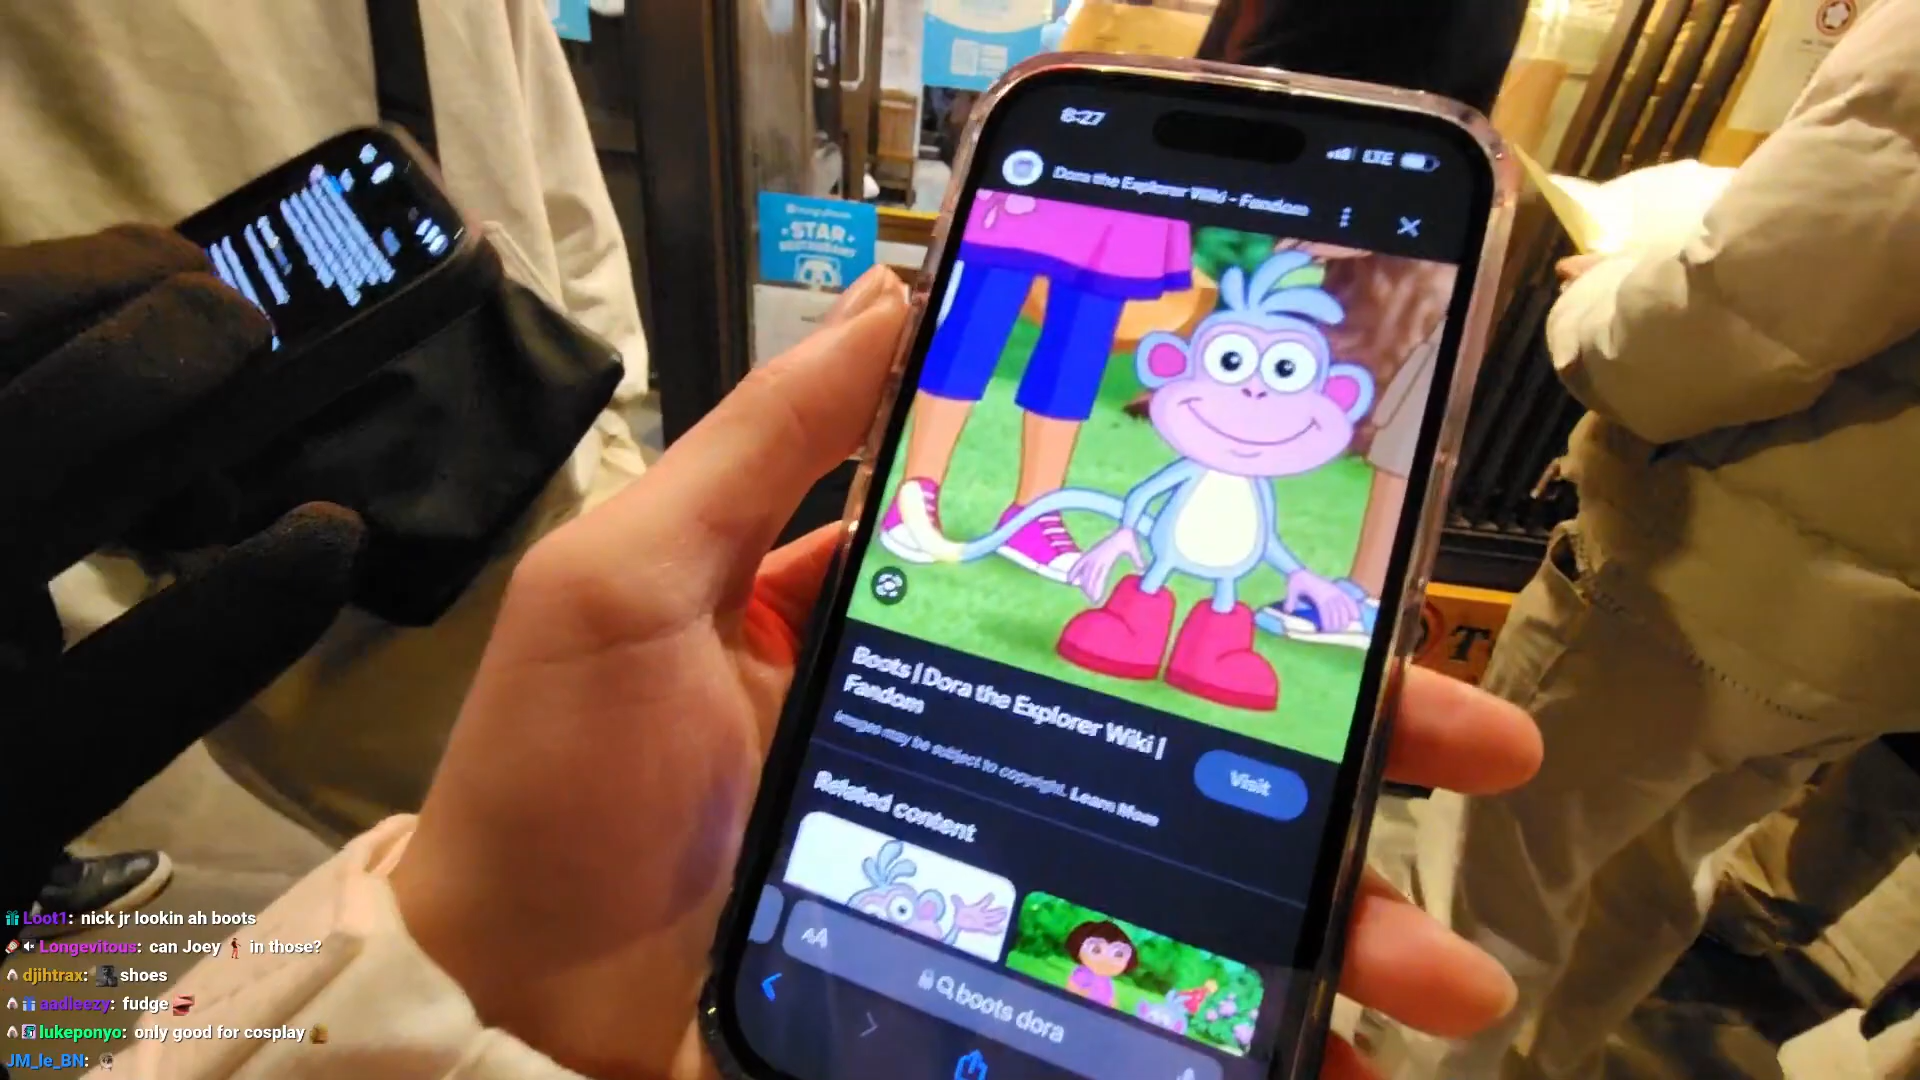 6:27
LTE
Dora the Explorer Wiki - Fandom
STAR
RESTAURANT
Boots | Dora the Explorer Wiki |
Fandom
Images may be subject to copyright. Learn More
Visit
Related content
AA
boots dora
Loot1: nick jr lookin ah boots
Longevitous: can Joey in those?
djihtrax: shoes
aadleezy: fudge
lukeponyo: only good for cosplay
JM_le_BN: